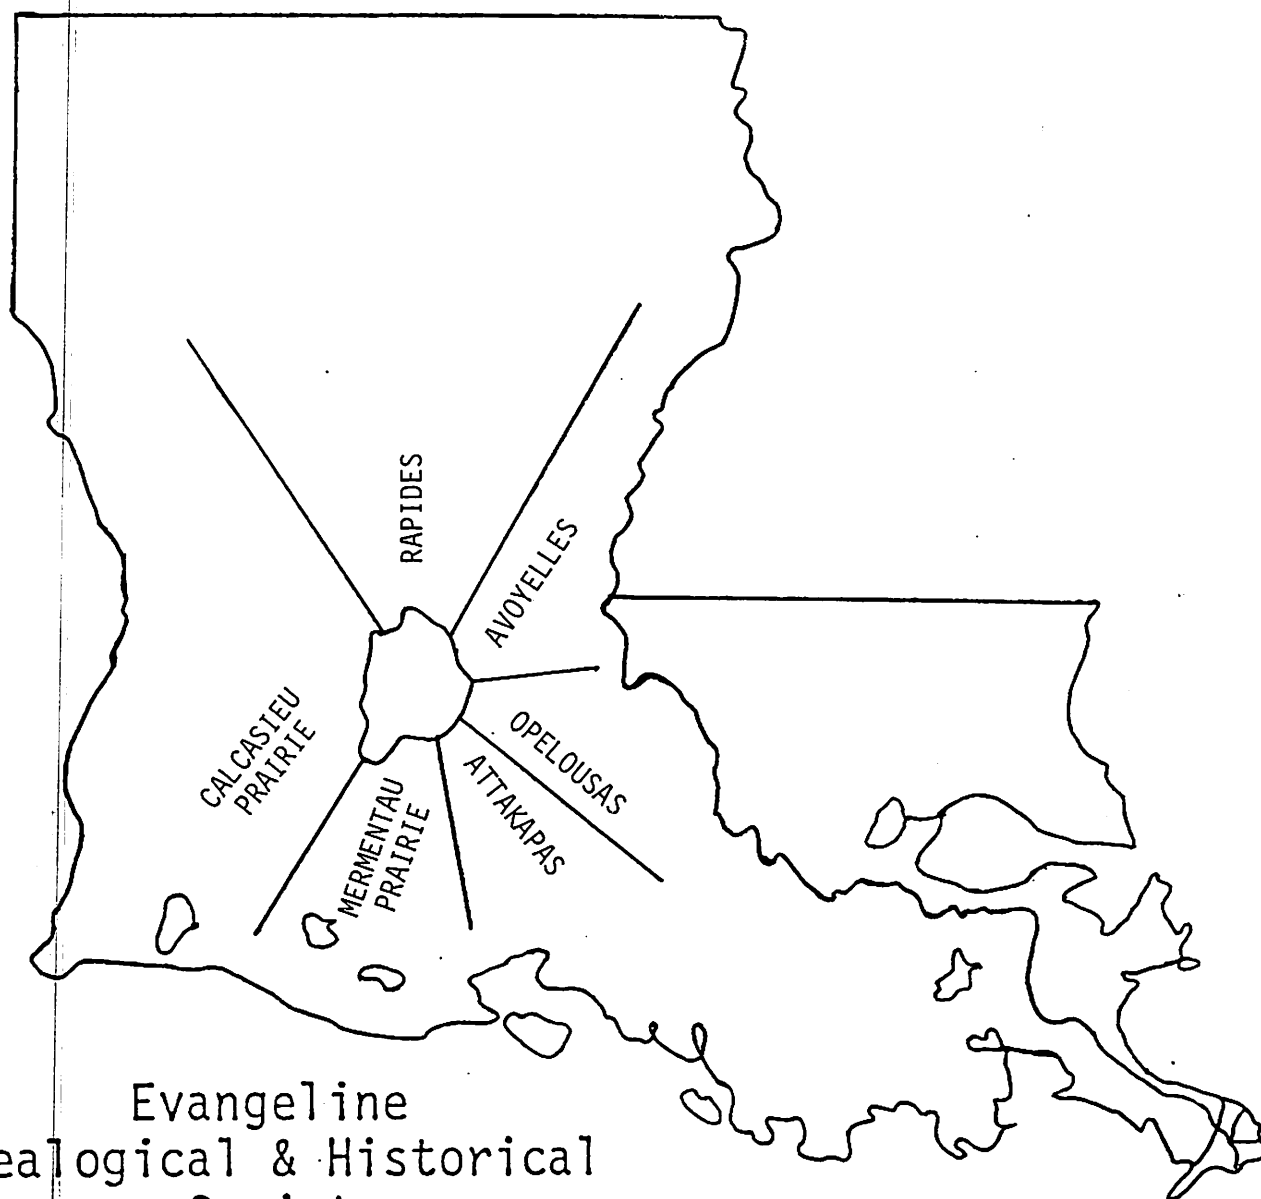 RAPIDES
AVOYELLES
CALCASIEU
PRAIRIE
OPELOUSAS
ATTAKAPAS
MERMENTAU
PRAIRIE
Evangeline
ealogical & Historical